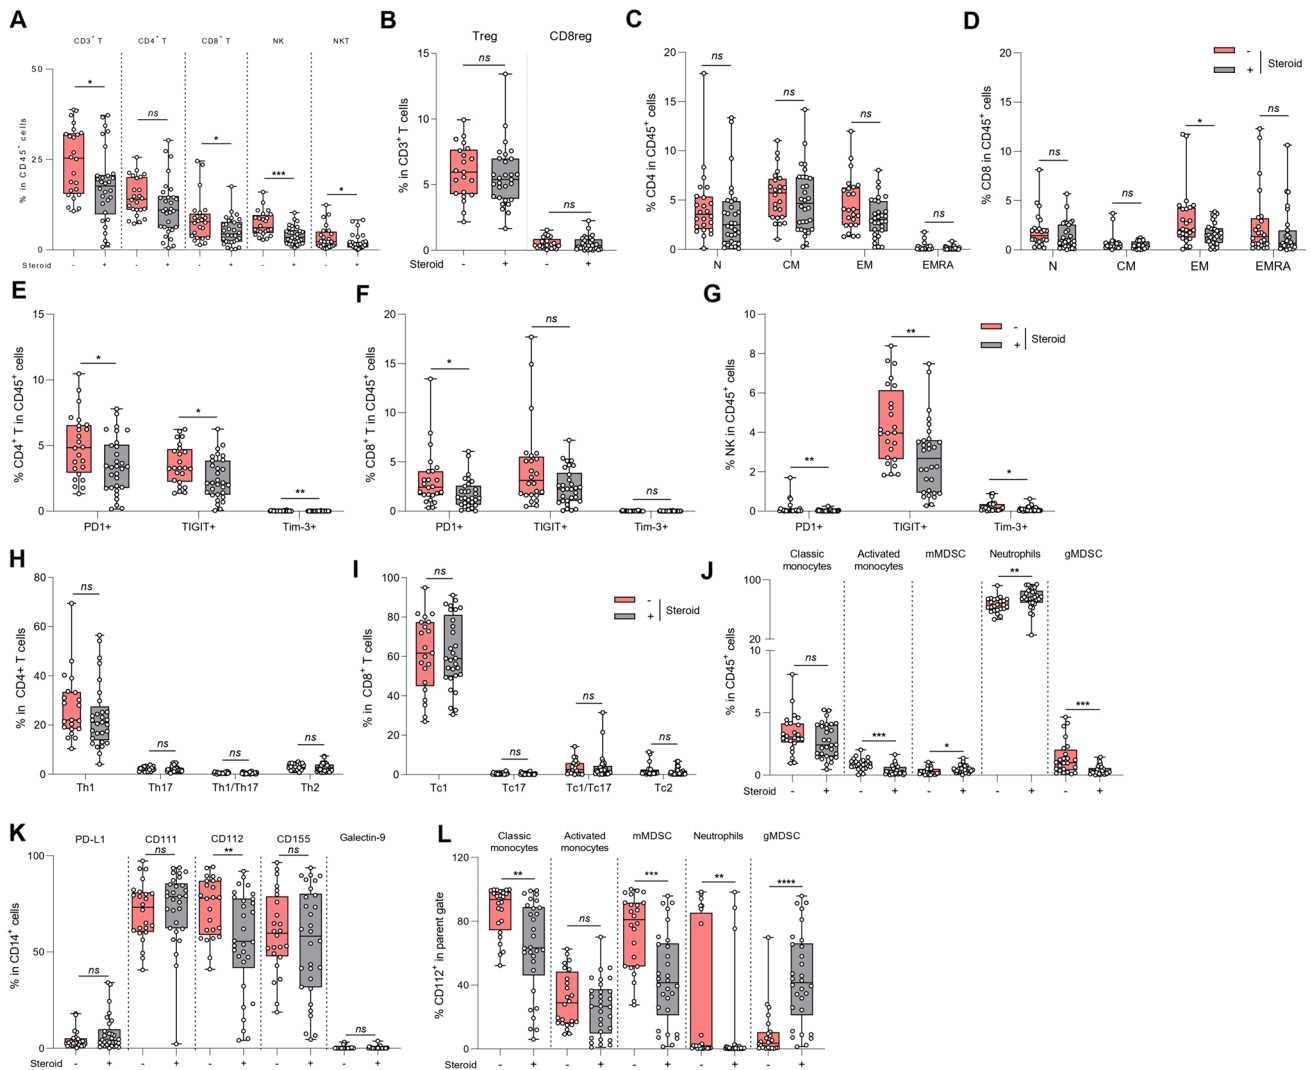 A
CD3+ T
CD4+ T
CD8+ T
NK
NKT
% in CD45+ cells
50
25
0
*
ns
*
***
*
Steroid
- + - + - + - + - +
B
Treg
CD8reg
% in CD3+ T cells
15
10
5
0
ns
ns
Steroid
- + - +
C
% CD4 in CD45+ cells
20
15
10
5
0
ns
ns
ns
ns
N
CM
EM
EMRA
D
% CD8 in CD45+ cells
20
15
10
5
0
-
+
Steroid
ns
ns
*
ns
N
CM
EM
EMRA
E
% CD4+ T in CD45+ cells
15
10
5
0
*
*
**
PD1+
TIGIT+
Tim-3+
F
% CD8+ T in CD45+ cells
20
15
10
5
0
*
ns
ns
PD1+
TIGIT+
Tim-3+
G
% NK in CD45+ cells
10
8
6
4
2
0
**
**
*
-
+
Steroid
PD1+
TIGIT+
Tim-3+
H
% in CD4+ T cells
80
60
40
20
0
ns
ns
ns
ns
Th1
Th17
Th1/Th17
Th2
I
% in CD8+ T cells
100
80
60
40
20
0
ns
ns
ns
ns
-
+
Steroid
Tc1
Tc17
Tc1/Tc17
Tc2
J
Classic
monocytes
Activated
monocytes
mMDSC
Neutrophils
gMDSC
% in CD45+ cells
100
20
10
5
0
ns
***
*
**
***
Steroid
- + - + - + - + - +
K
PD-L1
CD111
CD112
CD155
Galectin-9
% in CD14+ cells
100
50
0
ns
ns
**
ns
ns
Steroid
- + - + - + - + - +
L
Classic
monocytes
Activated
monocytes
mMDSC
Neutrophils
gMDSC
% CD112+ in parent gate
120
80
40
0
**
ns
***
**
****
Steroid
- + - + - + - + - +